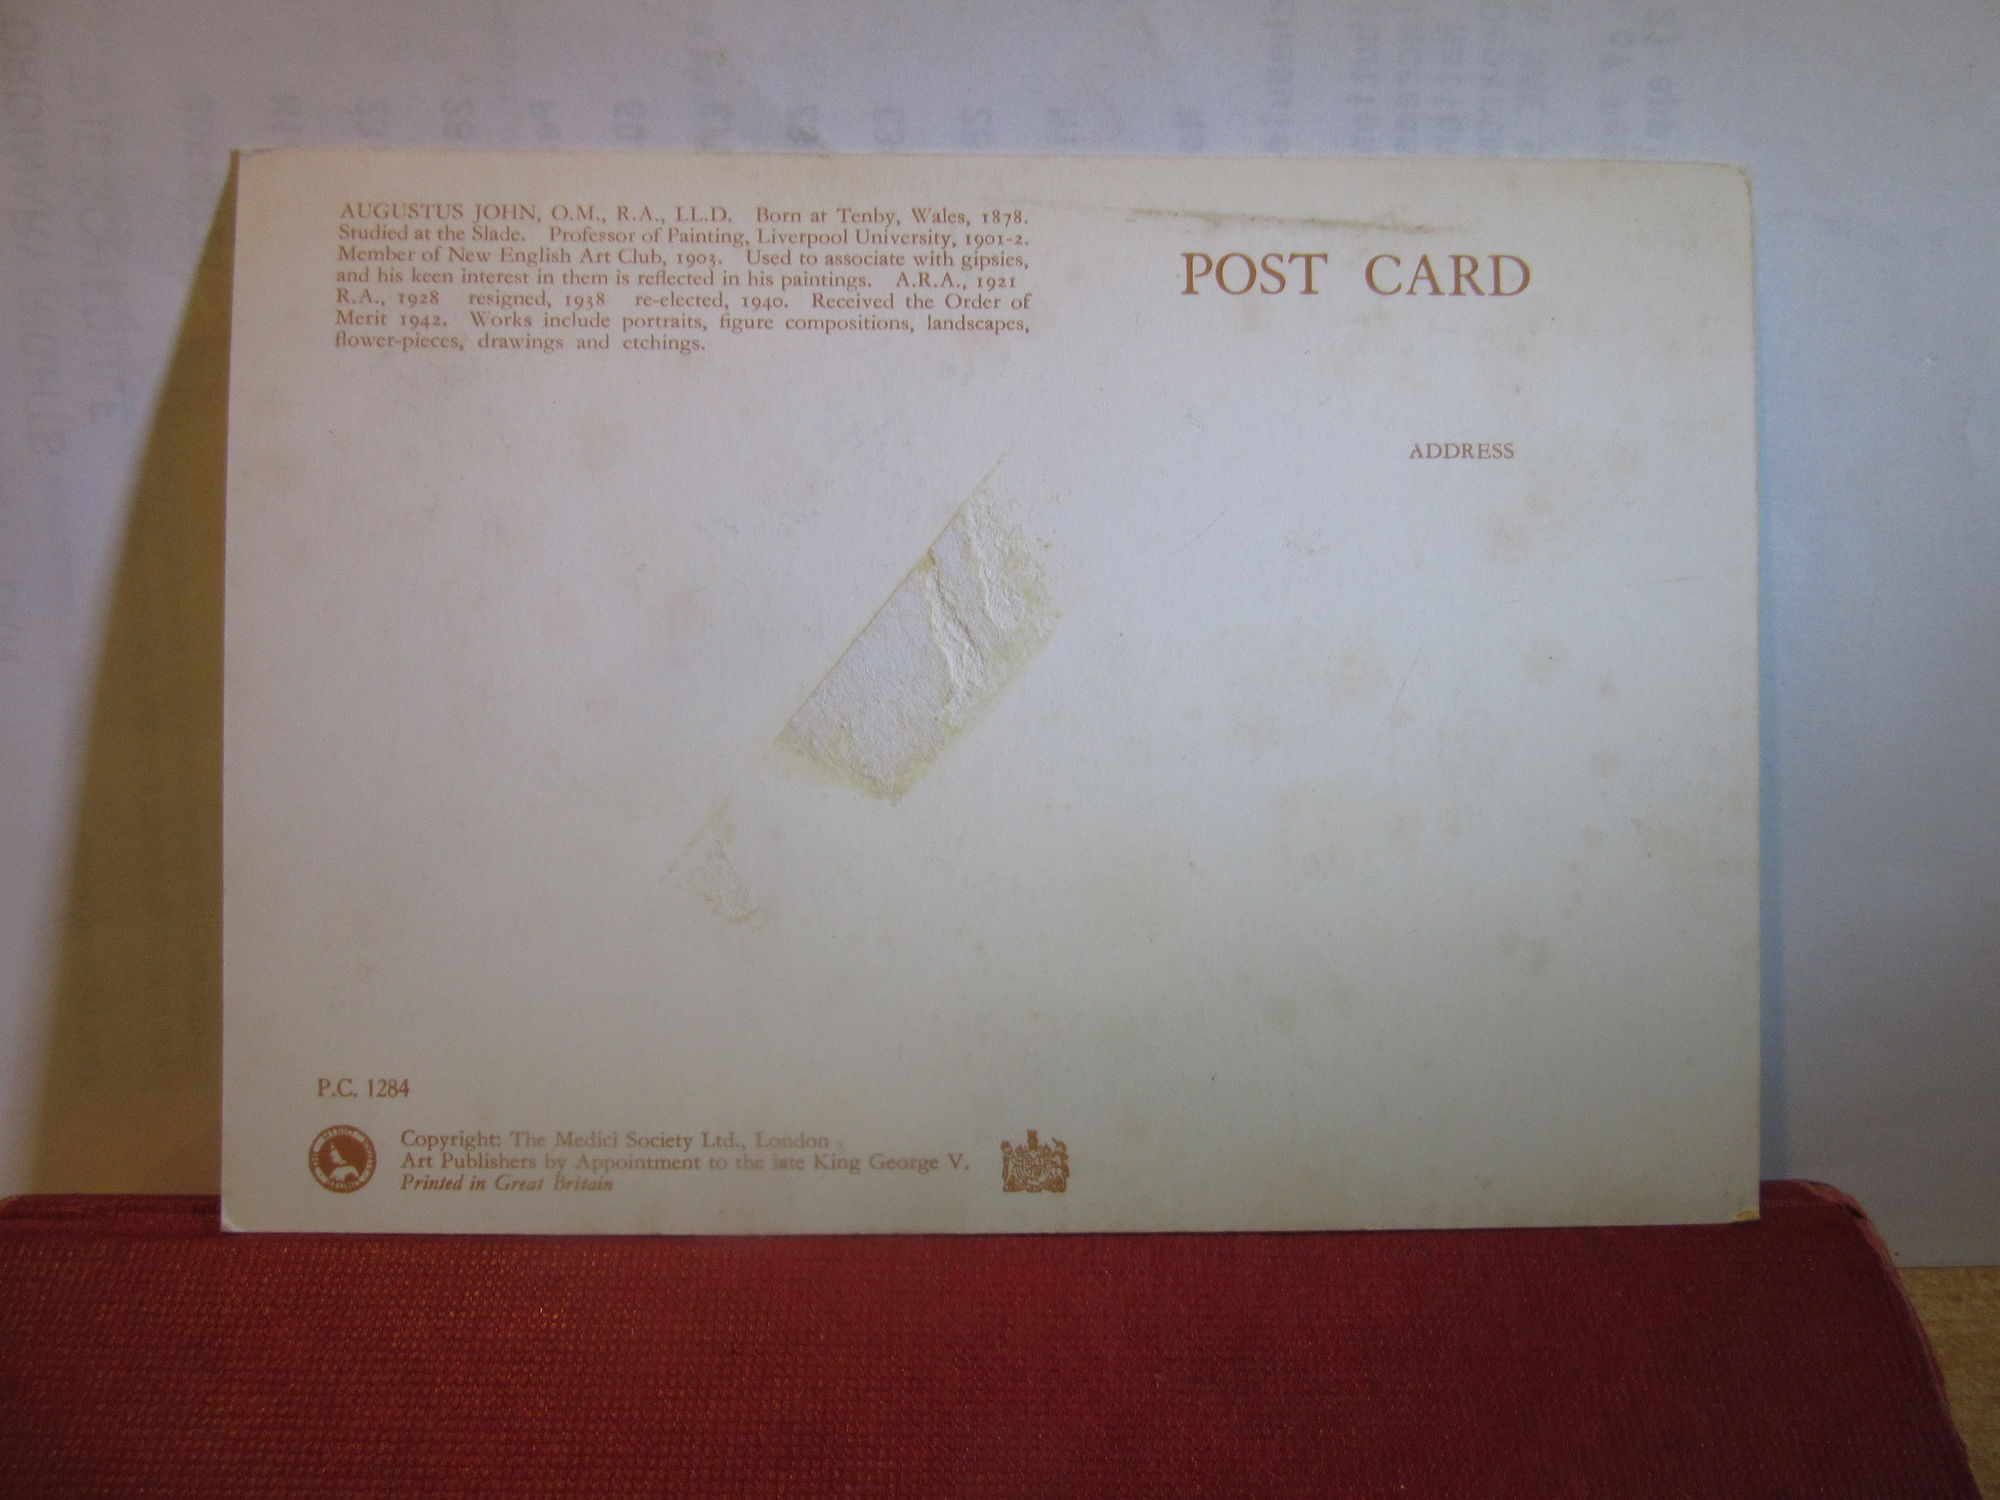 AUGUSTUS JOHN, O.M., R.A., LL.D. Born at Tenby, Wales, 1878.
Studied at the Slade. Professor of Painting, Liverpool University, 1901-2.
Member of New English Art Club, 1903. Used to associate with gipsies,
and his keen interest in them is reflected in his paintings. A.R.A., 1921
R.A., 1928 resigned, 1938 re-elected, 1940. Received the Order of
Merit 1942. Works include portraits, figure compositions, landscapes,
flower-pieces, drawings and etchings.
POST CARD
ADDRESS
P.C. 1284
Copyright: The Medici Society Ltd., London
Art Publishers by Appointment to the late King George V.
Printed in Great Britain